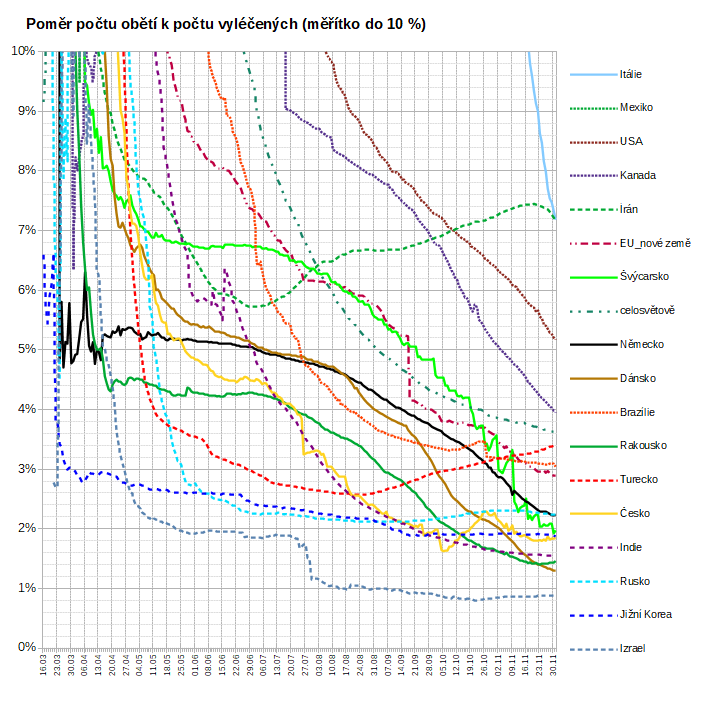 Poměr počtu obětí k počtu vyléčených (měřítko do 10 %)
10%
9%
8%
7%
6%
5%
4%
3%
2%
1%
0%
16.03
23.03
30.03
06.04
13.04
20.04
27.04
04.05
11.05
18.05
25.05
01.06
08.06
15.06
22.06
29.06
06.07
13.07
20.07
27.07
03.08
10.08
17.08
24.08
31.08
07.09
14.09
21.09
28.09
05.10
12.10
19.10
26.10
02.11
09.11
16.11
23.11
30.11
Itálie
Mexiko
USA
Kanada
Írán
EU_nové země
Švýcarsko
celosvětově
Německo
Dánsko
Brazílie
Rakousko
Turecko
Česko
Indie
Rusko
Jižní Korea
Izrael